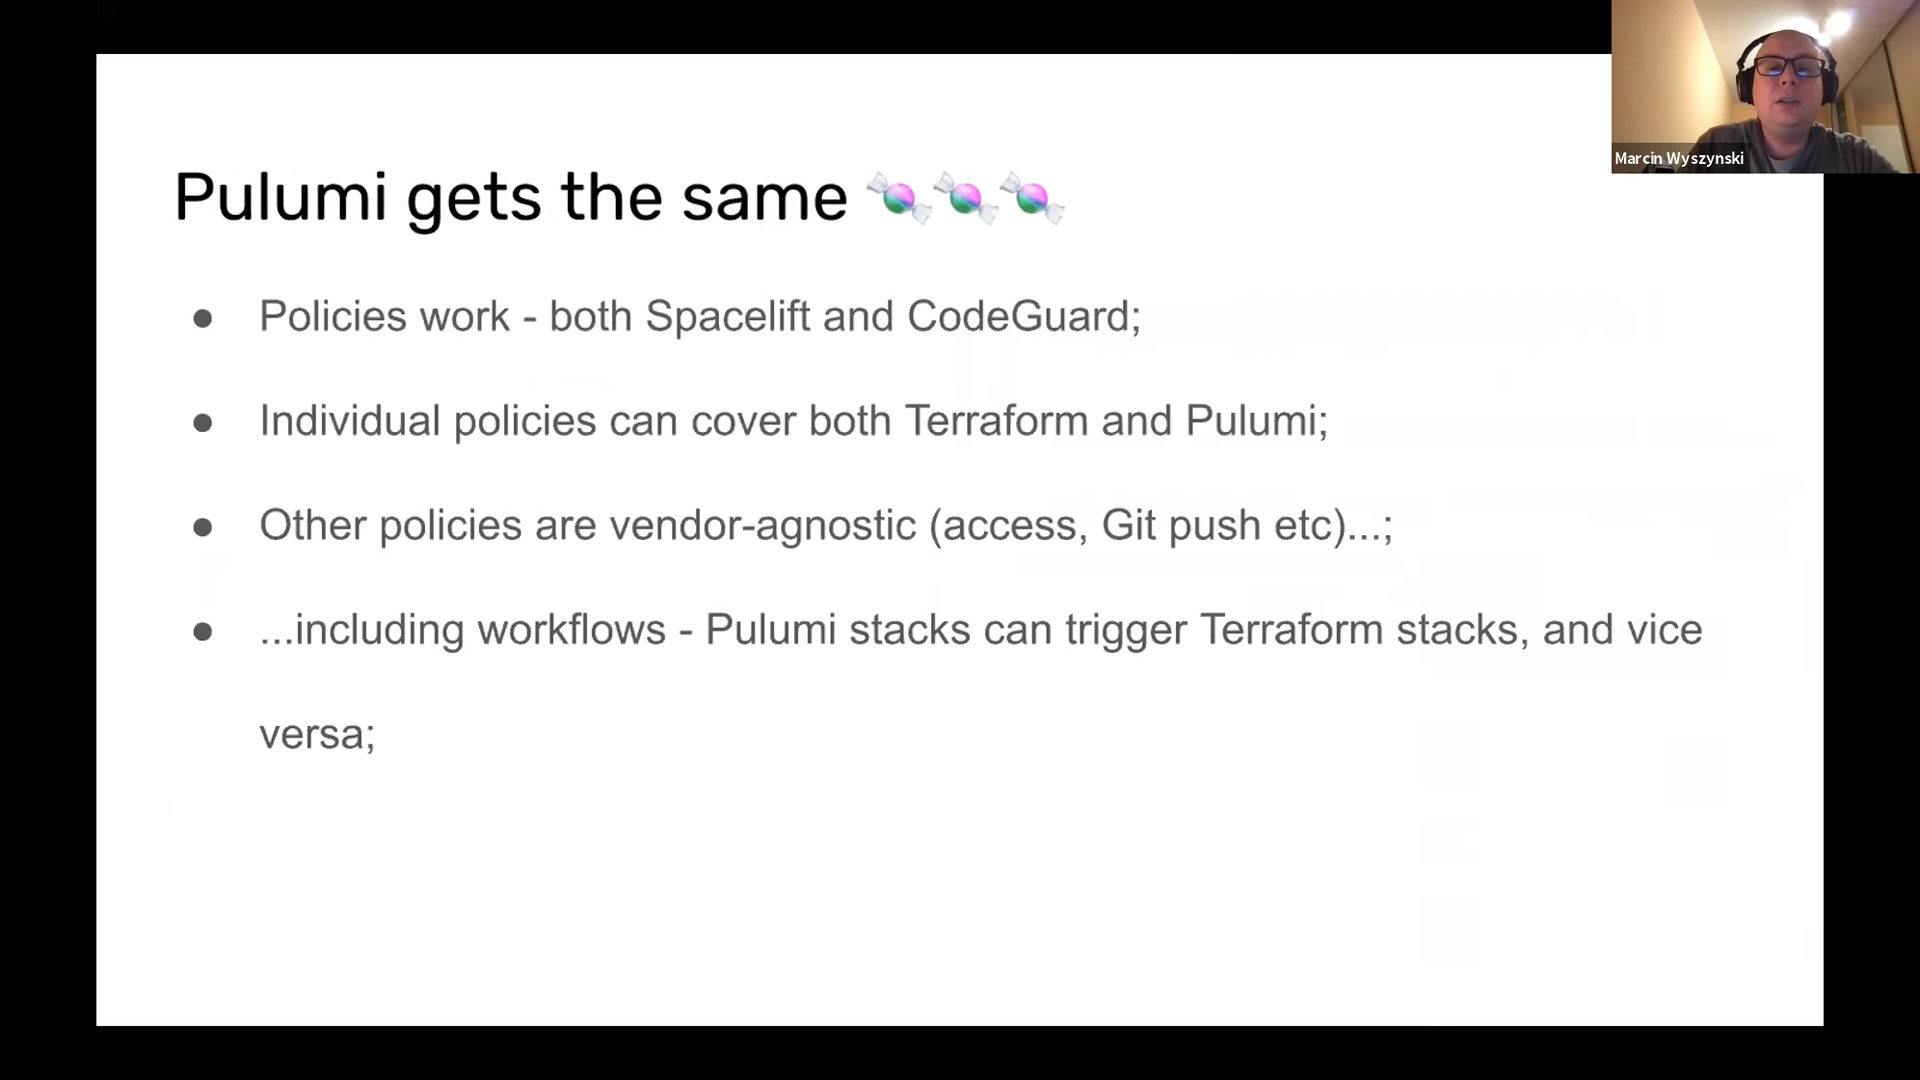 Marcin Wyszynski
Pulumi gets the same 🍬🍬🍬
● Policies work - both Spacelift and CodeGuard;
● Individual policies can cover both Terraform and Pulumi;
● Other policies are vendor-agnostic (access, Git push etc)...;
● ...including workflows - Pulumi stacks can trigger Terraform stacks, and vice
versa;